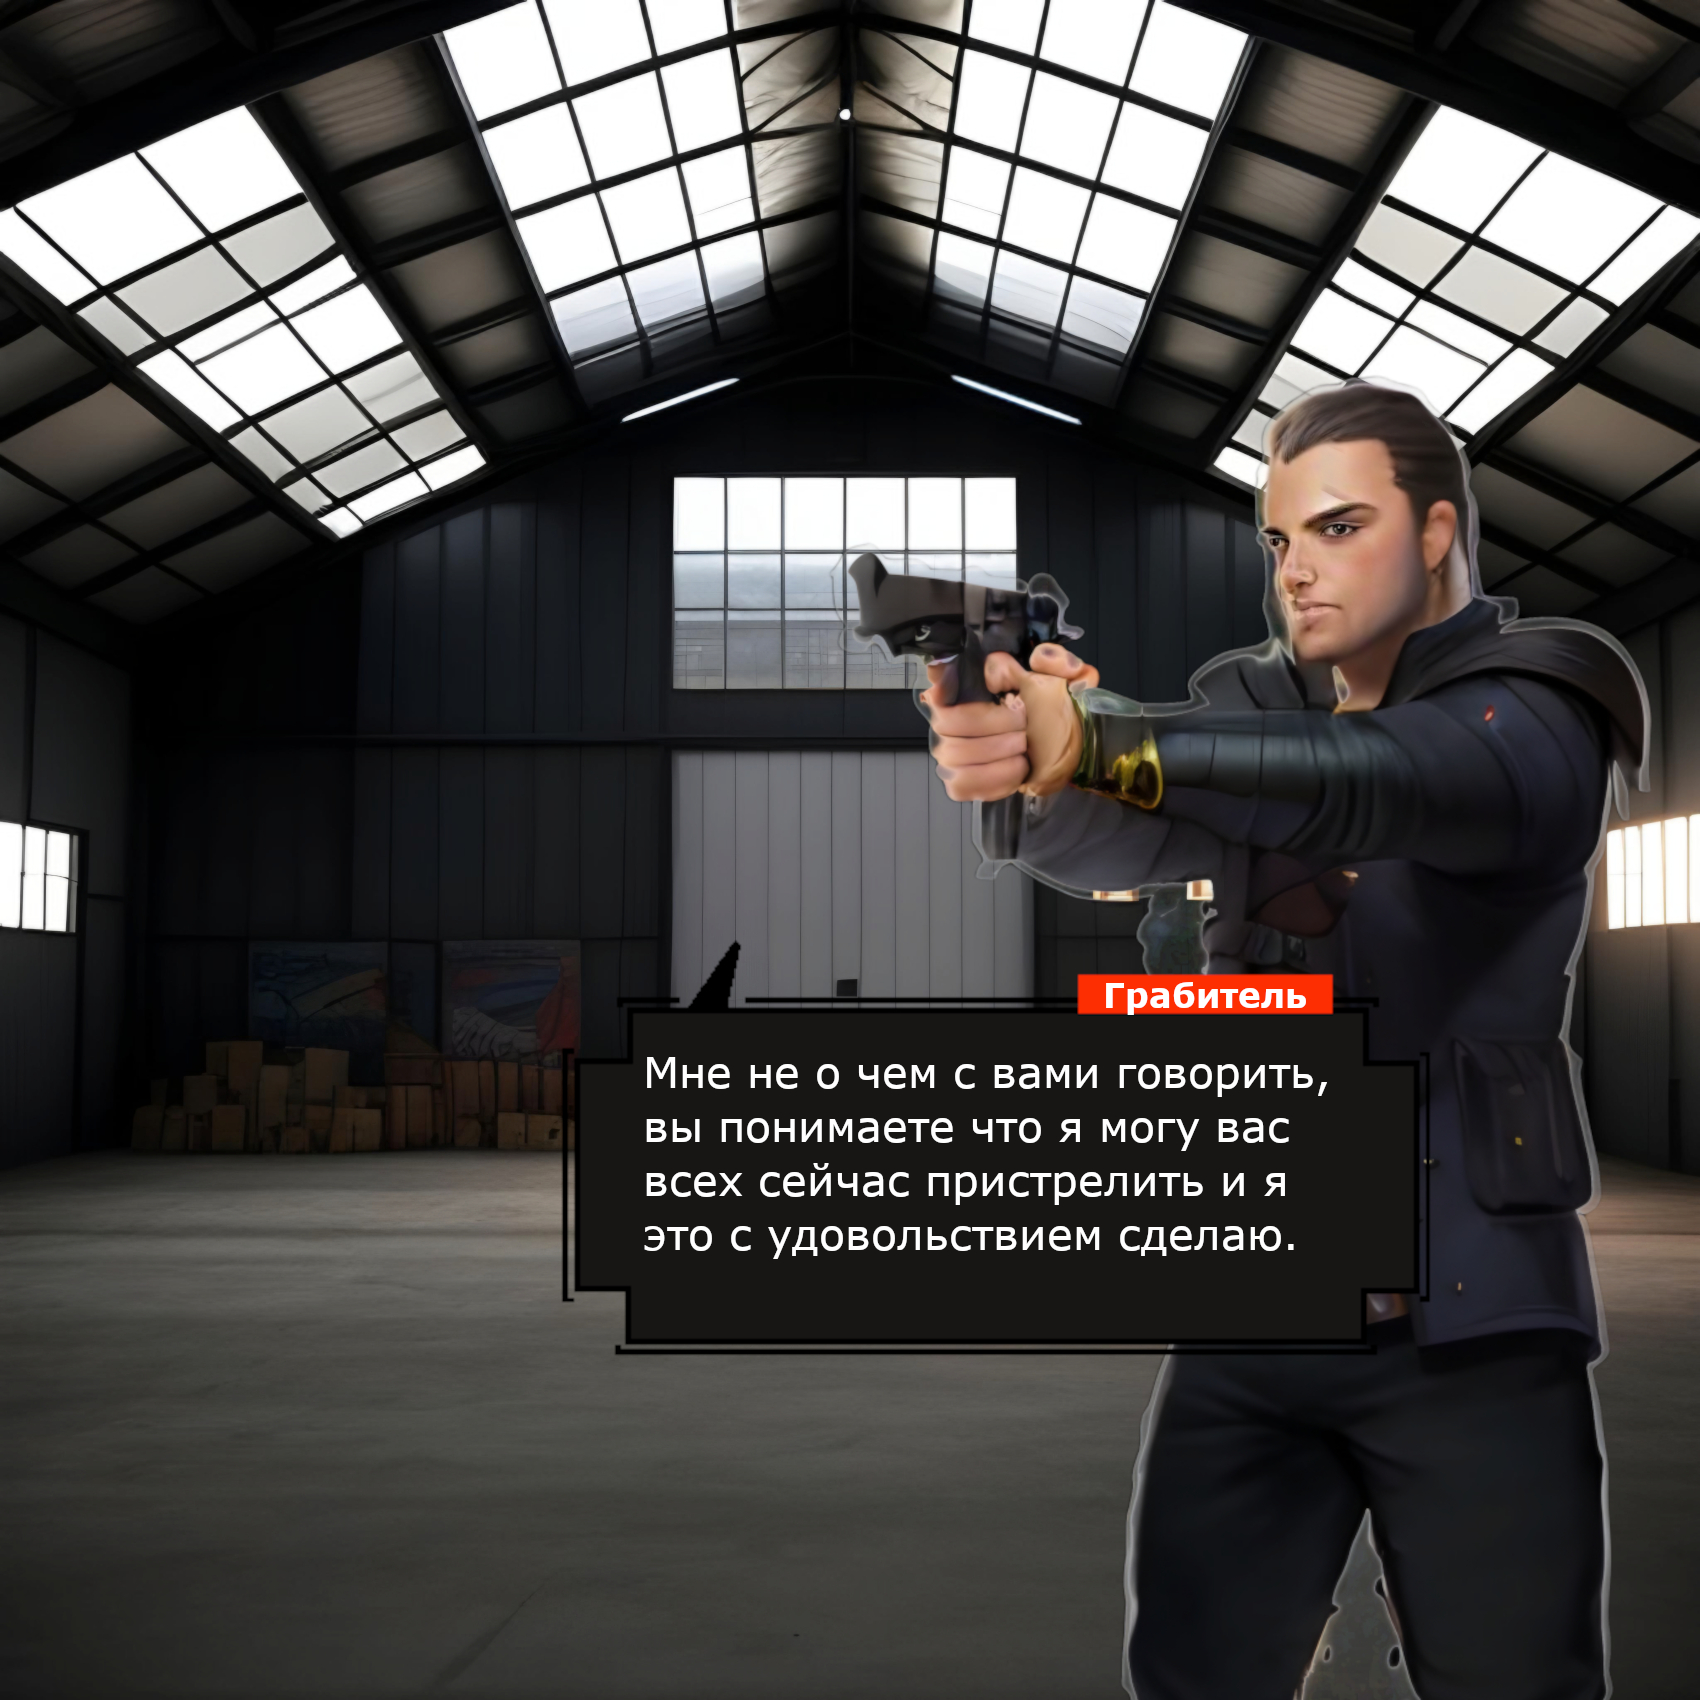 Грабитель
Мне не о чем с вами говорить,
вы понимаете что я могу вас
всех сейчас пристрелить и я
это с удовольствием сделаю.